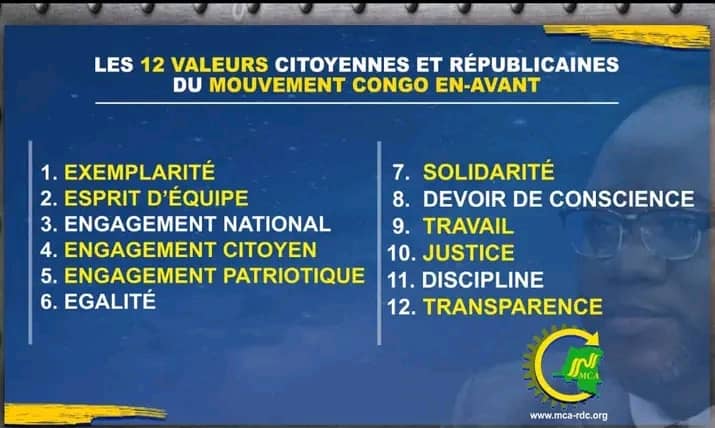 LES 12 VALEURS CITOYENNES ET RÉPUBLICAINES
DU MOUVEMENT CONGO EN-AVANT
1. EXEMPLARITÉ
2. ESPRIT D'ÉQUIPE
3. ENGAGEMENT NATIONAL
4. ENGAGEMENT CITOYEN
5. ENGAGEMENT PATRIOTIQUE
6. EGALITÉ
7. SOLIDARITÉ
8. DEVOIR DE CONSCIENCE
9. TRAVAIL
10. JUSTICE
11. DISCIPLINE
12. TRANSPARENCE
MCA
www.mca-rdc.org